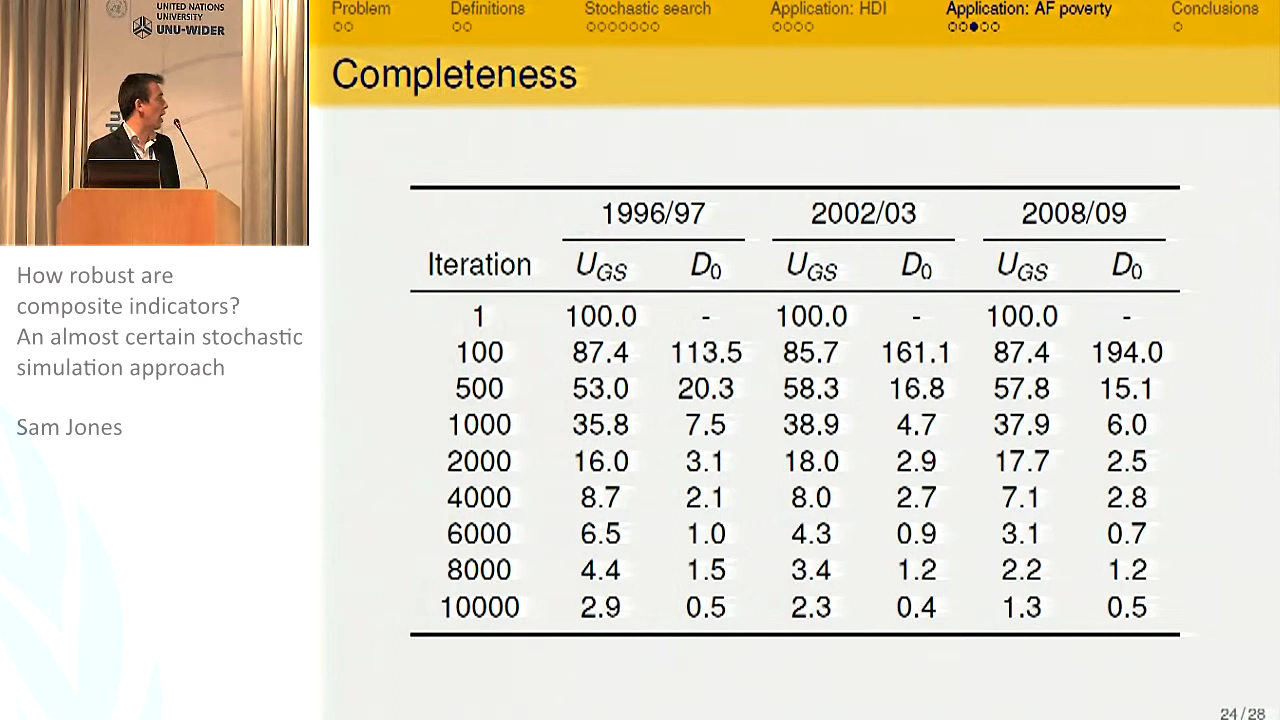 UNITED NATIONS
UNIVERSITY
UNU-WIDER
How robust are
composite indicators?
An almost certain stochastic
simulation approach
Sam Jones
Problem Definitions Stochastic search Application: HDI Application: AF poverty Conclusions
Completeness
1996/97 2002/03 2008/09
Iteration U_GS D_0 U_GS D_0 U_GS D_0
1 100.0 - 100.0 - 100.0 -
100 87.4 113.5 85.7 161.1 87.4 194.0
500 53.0 20.3 58.3 16.8 57.8 15.1
1000 35.8 7.5 38.9 4.7 37.9 6.0
2000 16.0 3.1 18.0 2.9 17.7 2.5
4000 8.7 2.1 8.0 2.7 7.1 2.8
6000 6.5 1.0 4.3 0.9 3.1 0.7
8000 4.4 1.5 3.4 1.2 2.2 1.2
10000 2.9 0.5 2.3 0.4 1.3 0.5
24/28